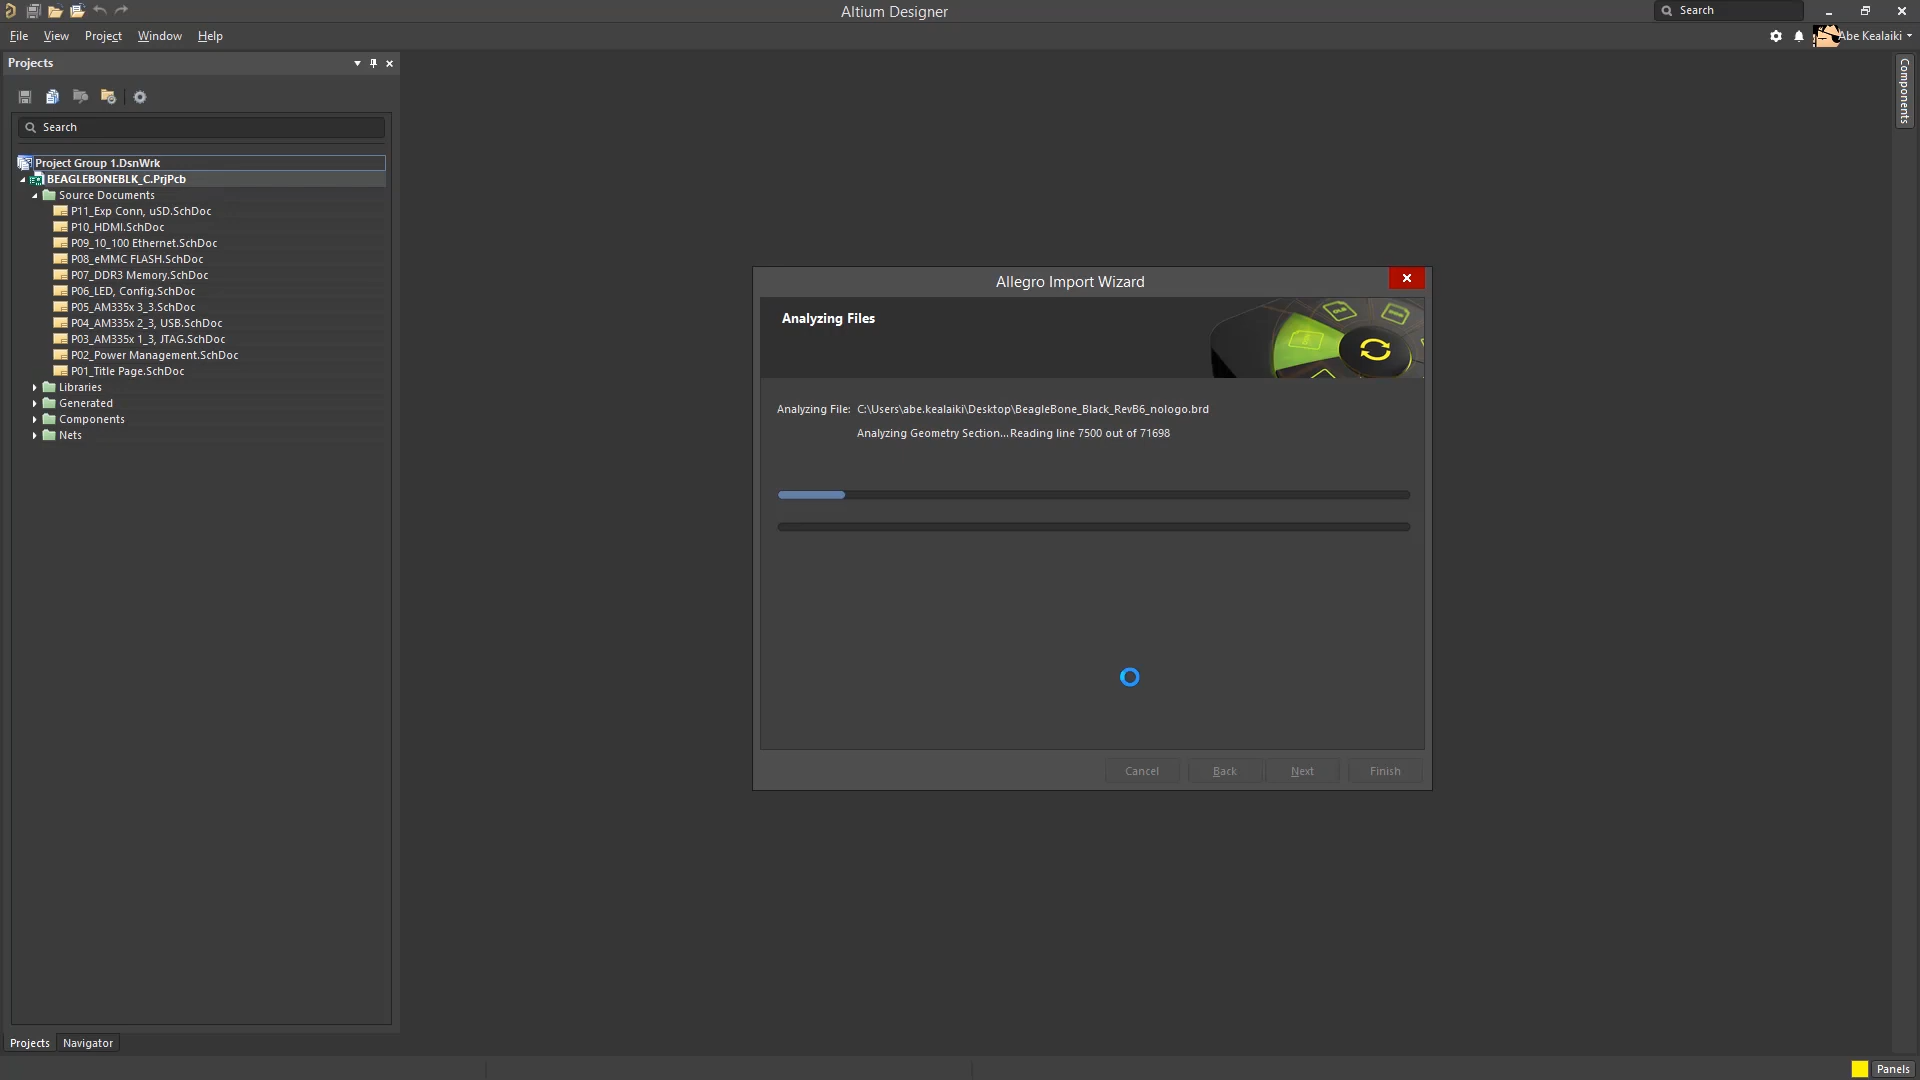 Altium Designer
Search
File View Project Window Help
Abe Kealaiki
Projects
Components
Search
Project Group 1.DsnWrk
BEAGLEBONEBLK_C.PrjPcb
Source Documents
P11_Exp Conn, uSD.SchDoc
P10_HDMI.SchDoc
P09_10_100 Ethernet.SchDoc
P08_eMMC FLASH.SchDoc
P07_DDR3 Memory.SchDoc
P06_LED, Config.SchDoc
P05_AM335x 3_3.SchDoc
P04_AM335x 2_3, USB.SchDoc
P03_AM335x 1_3, JTAG.SchDoc
P02_Power Management.SchDoc
P01_Title Page.SchDoc
Libraries
Generated
Components
Nets
Allegro Import Wizard
Analyzing Files
Analyzing File: C:\Users\abe.kealaiki\Desktop\BeagleBone_Black_RevB6_nologo.brd
Analyzing Geometry Section...Reading line 7500 out of 71698
Cancel Back Next Finish
Projects Navigator
Panels